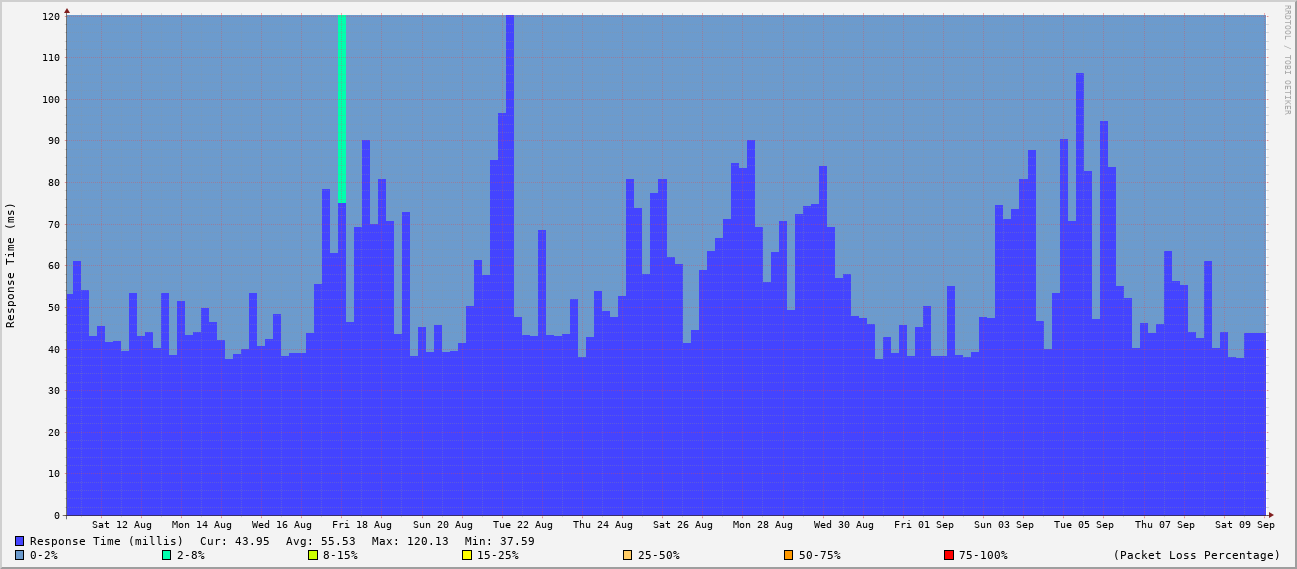 RRDTOOL / TOBI OETIKER
Response Time (ms)
120
110
100
90
80
70
60
50
40
30
20
10
0
Sat 12 Aug Mon 14 Aug Wed 16 Aug Fri 18 Aug Sun 20 Aug Tue 22 Aug Thu 24 Aug Sat 26 Aug Mon 28 Aug Wed 30 Aug Fri 01 Sep Sun 03 Sep Tue 05 Sep Thu 07 Sep Sat 09 Sep
Response Time (millis) Cur: 43.95 Avg: 55.53 Max: 120.13 Min: 37.59
0-2% 2-8% 8-15% 15-25% 25-50% 50-75% 75-100% (Packet Loss Percentage)